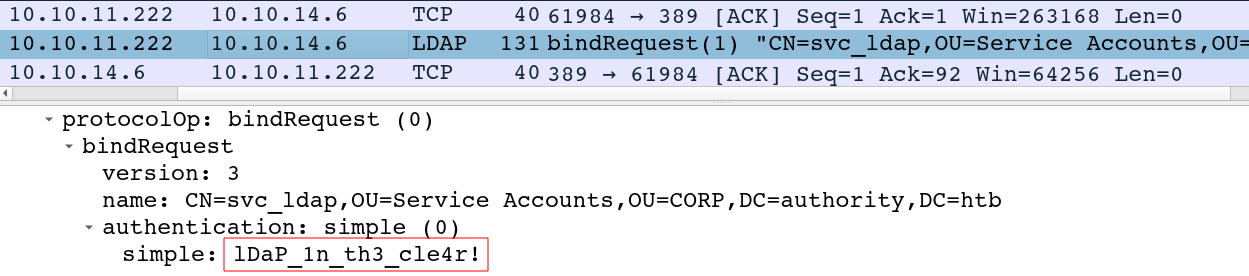 10.10.11.222 10.10.14.6 TCP 40 61984 → 389 [ACK] Seq=1 Ack=1 Win=263168 Len=0
10.10.11.222 10.10.14.6 LDAP 131 bindRequest(1) "CN=svc_ldap,OU=Service Accounts,OU=
10.10.14.6 10.10.11.222 TCP 40 389 → 61984 [ACK] Seq=1 Ack=92 Win=64256 Len=0
protocolOp: bindRequest (0)
bindRequest
version: 3
name: CN=svc_ldap,OU=Service Accounts,OU=CORP,DC=authority,DC=htb
authentication: simple (0)
simple: lDaP_1n_th3_cle4r!